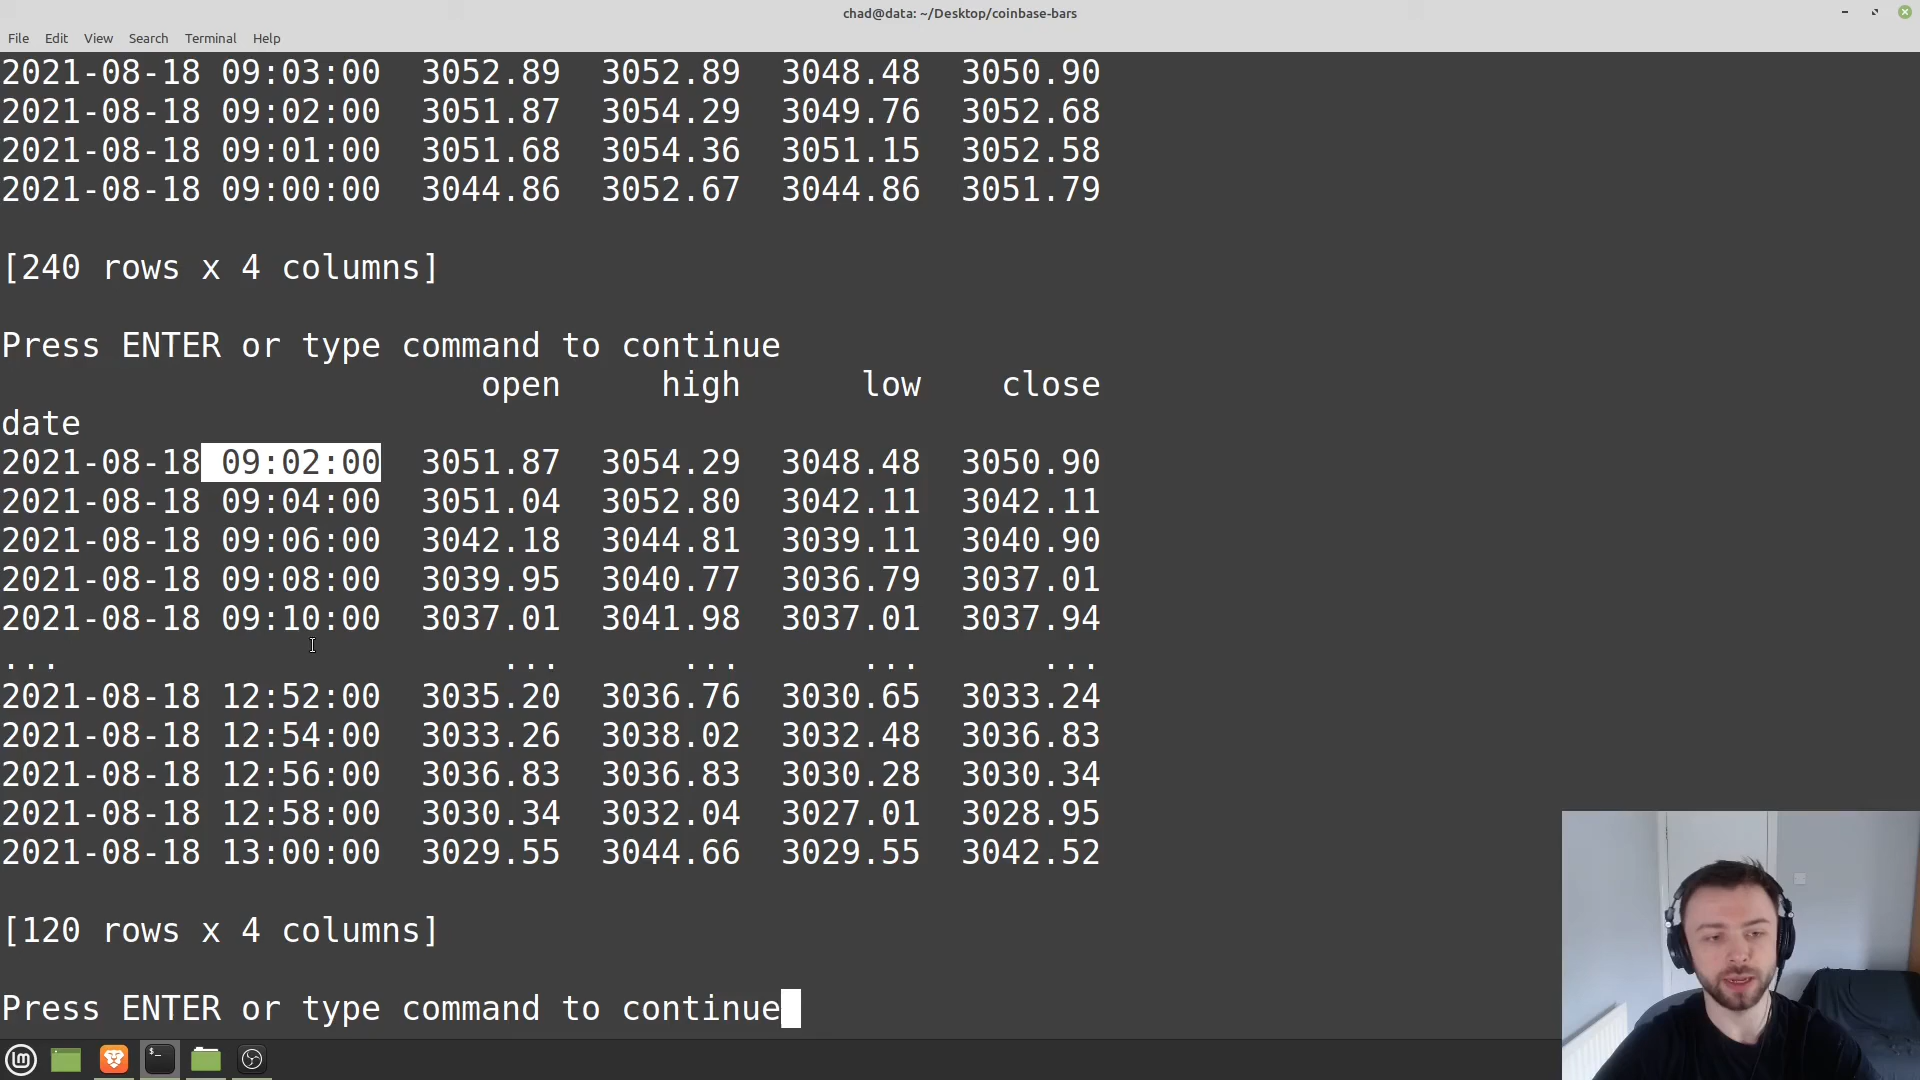 chad@data: ~/Desktop/coinbase-bars
File Edit View Search Terminal Help
2021-08-18 09:03:00 3052.89 3052.89 3048.48 3050.90
2021-08-18 09:02:00 3051.87 3054.29 3049.76 3052.68
2021-08-18 09:01:00 3051.68 3054.36 3051.15 3052.58
2021-08-18 09:00:00 3044.86 3052.67 3044.86 3051.79
[240 rows x 4 columns]
Press ENTER or type command to continue
open high low close
date
2021-08-18 09:02:00 3051.87 3054.29 3048.48 3050.90
2021-08-18 09:04:00 3051.04 3052.80 3042.11 3042.11
2021-08-18 09:06:00 3042.18 3044.81 3039.11 3040.90
2021-08-18 09:08:00 3039.95 3040.77 3036.79 3037.01
2021-08-18 09:10:00 3037.01 3041.98 3037.01 3037.94
... ... ... ... ...
2021-08-18 12:52:00 3035.20 3036.76 3030.65 3033.24
2021-08-18 12:54:00 3033.26 3038.02 3032.48 3036.83
2021-08-18 12:56:00 3036.83 3036.83 3030.28 3030.34
2021-08-18 12:58:00 3030.34 3032.04 3027.01 3028.95
2021-08-18 13:00:00 3029.55 3044.66 3029.55 3042.52
[120 rows x 4 columns]
Press ENTER or type command to continue